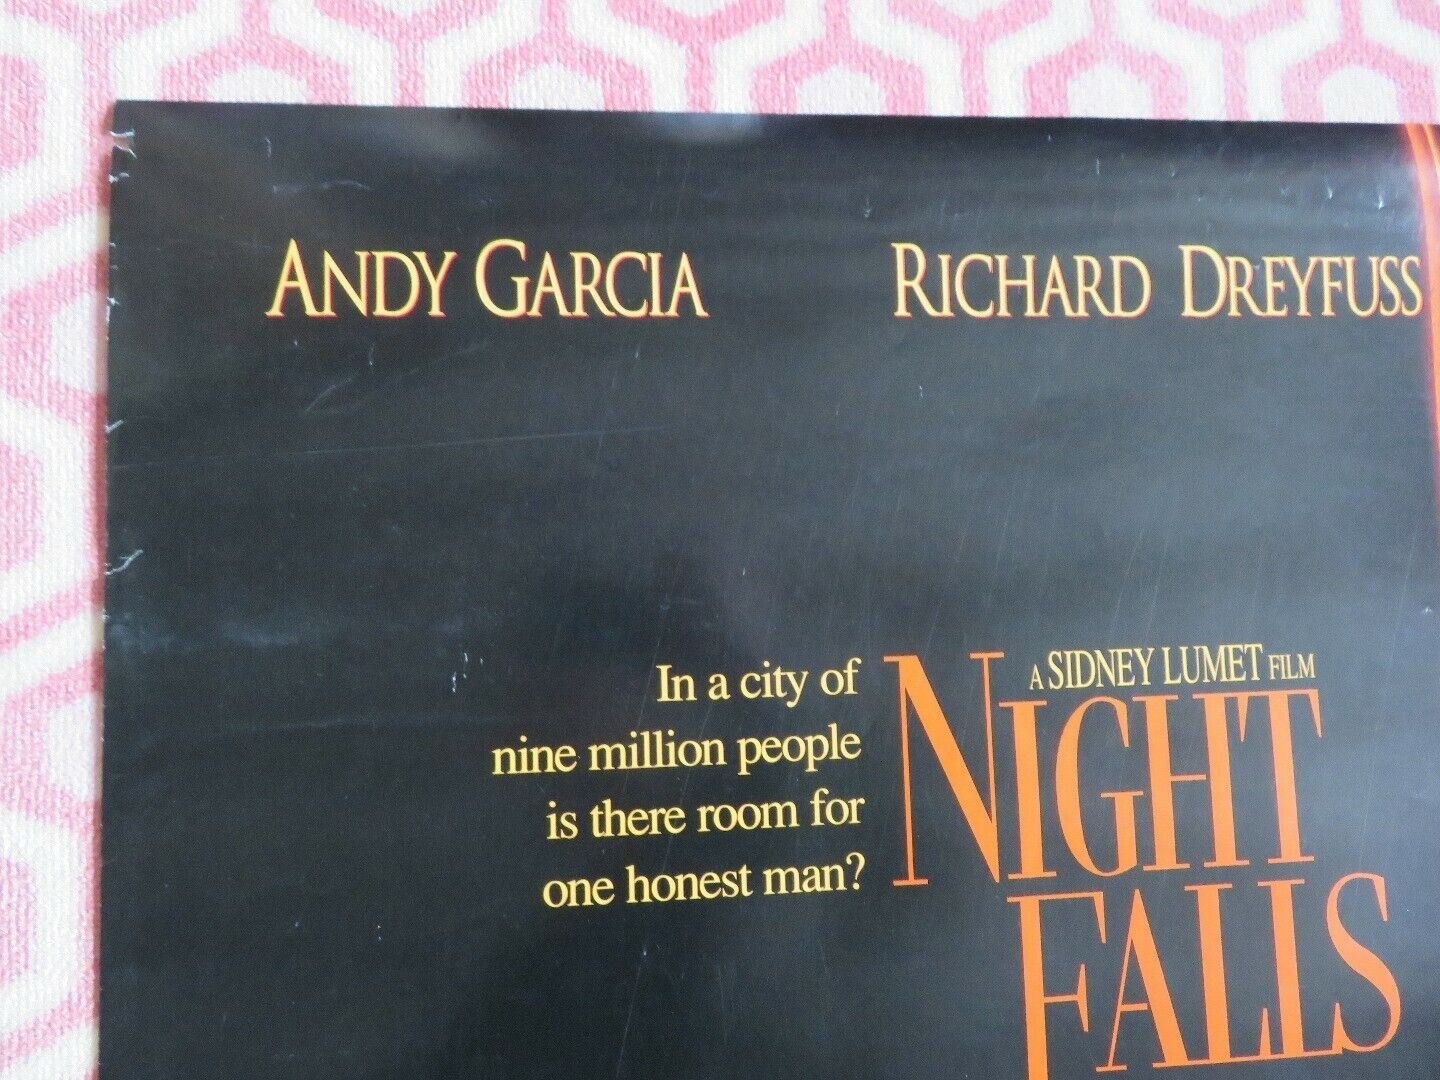 ANDY GARCIA RICHARD DREYFUSS
In a city of
nine million people
is there room for
one honest man?
A SIDNEY LUMET FILM
NIGHT
FALLS